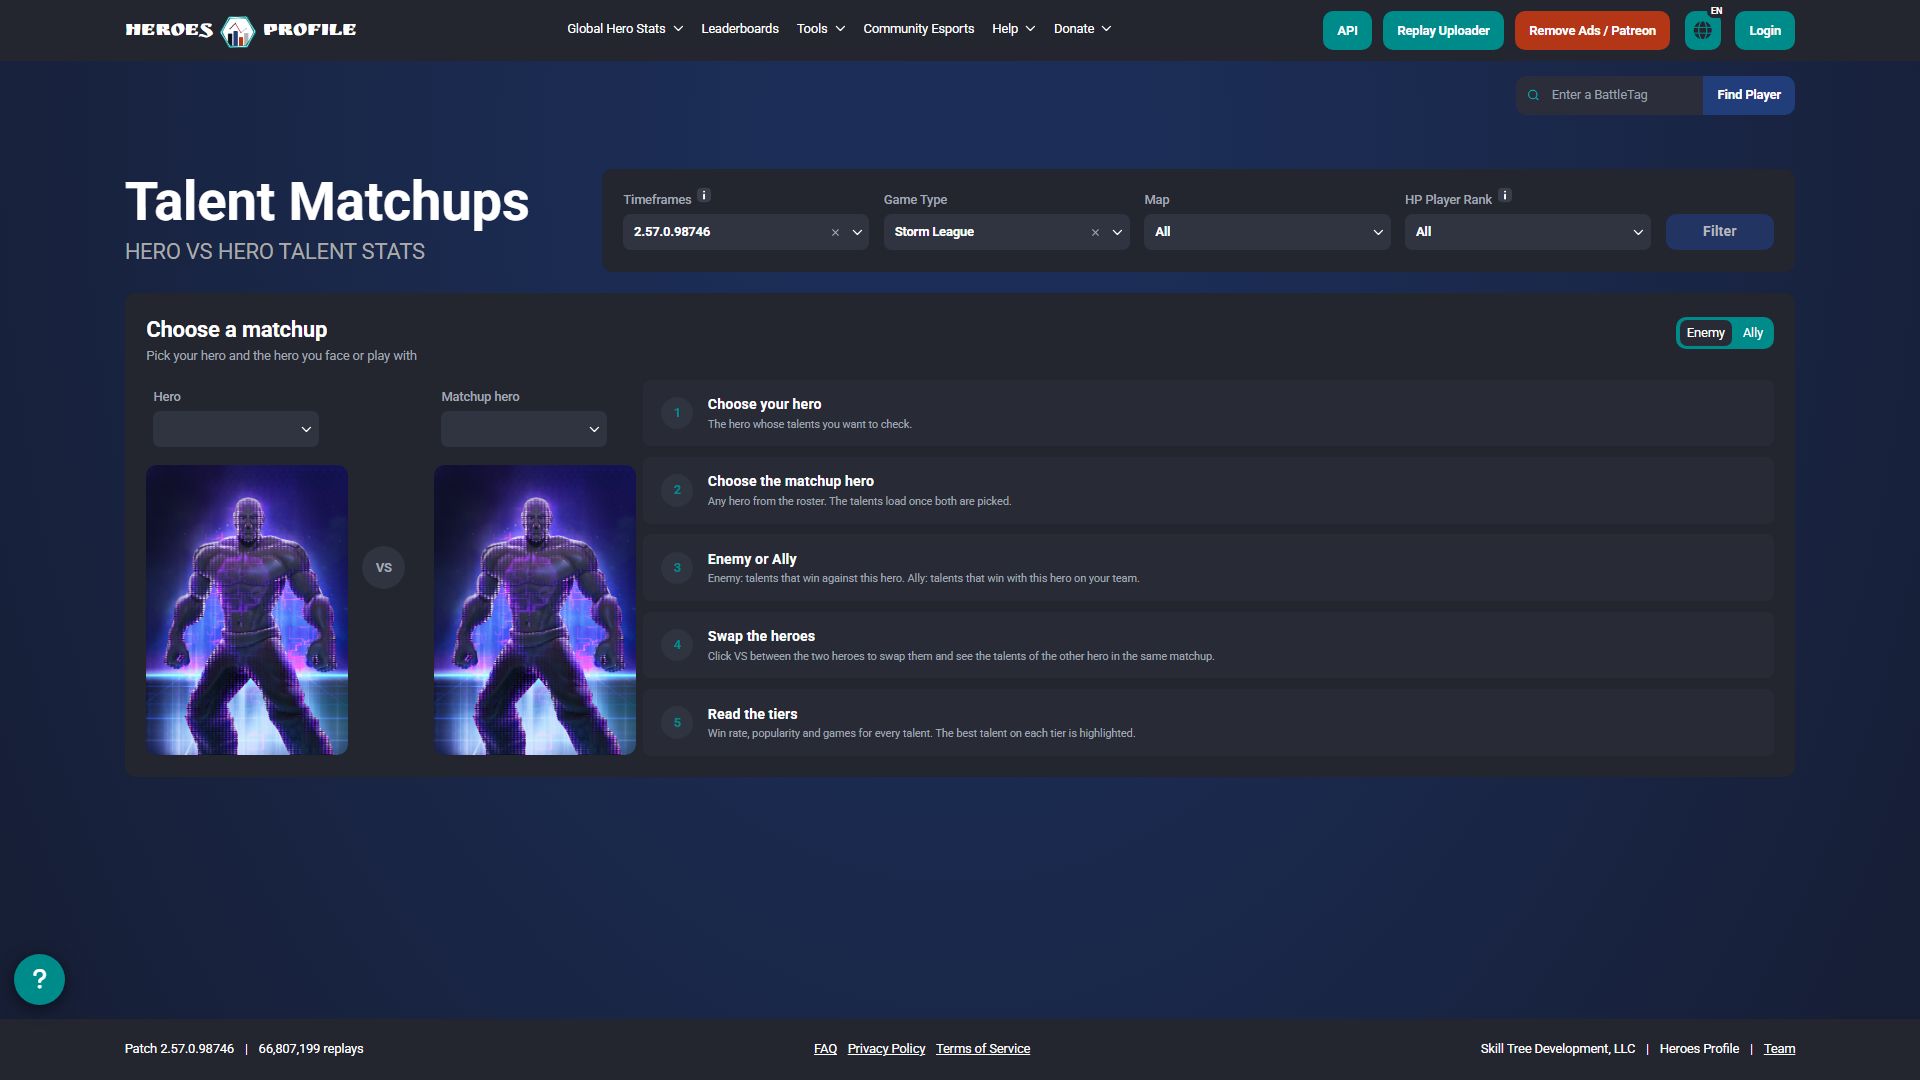 HEROES PROFILE
Global Hero Stats
Leaderboards
Tools
Community Esports
Help
Donate
API
Replay Uploader
Remove Ads / Patreon
EN
Login
Enter a BattleTag
Find Player
Talent Matchups
HERO VS HERO TALENT STATS
Timeframes i
Game Type
Map
HP Player Rank i
2.57.0.98746 ×
Storm League ×
All
All
Filter
Choose a matchup
Pick your hero and the hero you face or play with
Enemy Ally
Hero
Matchup hero
VS
1
Choose your hero
The hero whose talents you want to check.
2
Choose the matchup hero
Any hero from the roster. The talents load once both are picked.
3
Enemy or Ally
Enemy: talents that win against this hero. Ally: talents that win with this hero on your team.
4
Swap the heroes
Click VS between the two heroes to swap them and see the talents of the other hero in the same matchup.
5
Read the tiers
Win rate, popularity and games for every talent. The best talent on each tier is highlighted.
?
Patch 2.57.0.98746 | 66,807,199 replays
FAQ Privacy Policy Terms of Service
Skill Tree Development, LLC | Heroes Profile | Team